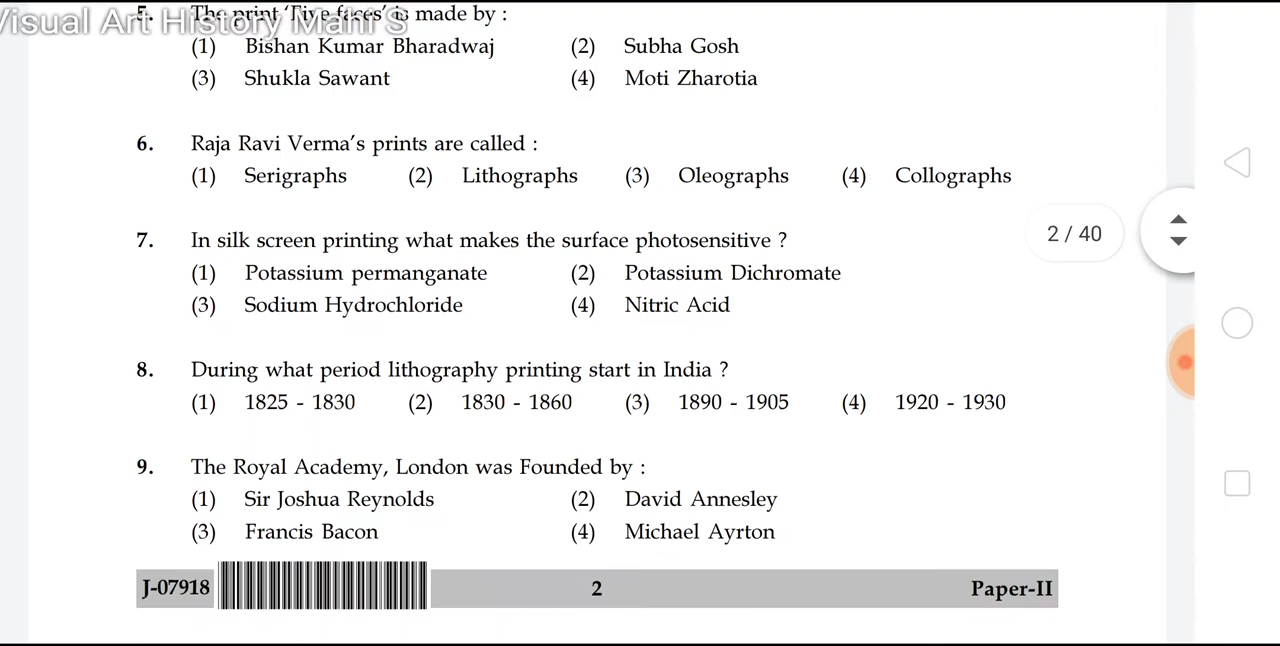 Visual Art History Mani S
5. The print 'Five faces' is made by :
(1) Bishan Kumar Bharadwaj (2) Subha Gosh
(3) Shukla Sawant (4) Moti Zharotia
6. Raja Ravi Verma's prints are called :
(1) Serigraphs (2) Lithographs (3) Oleographs (4) Collographs
7. In silk screen printing what makes the surface photosensitive ?
(1) Potassium permanganate (2) Potassium Dichromate
(3) Sodium Hydrochloride (4) Nitric Acid
2 / 40
8. During what period lithography printing start in India ?
(1) 1825 - 1830 (2) 1830 - 1860 (3) 1890 - 1905 (4) 1920 - 1930
9. The Royal Academy, London was Founded by :
(1) Sir Joshua Reynolds (2) David Annesley
(3) Francis Bacon (4) Michael Ayrton
J-07918 2 Paper-II